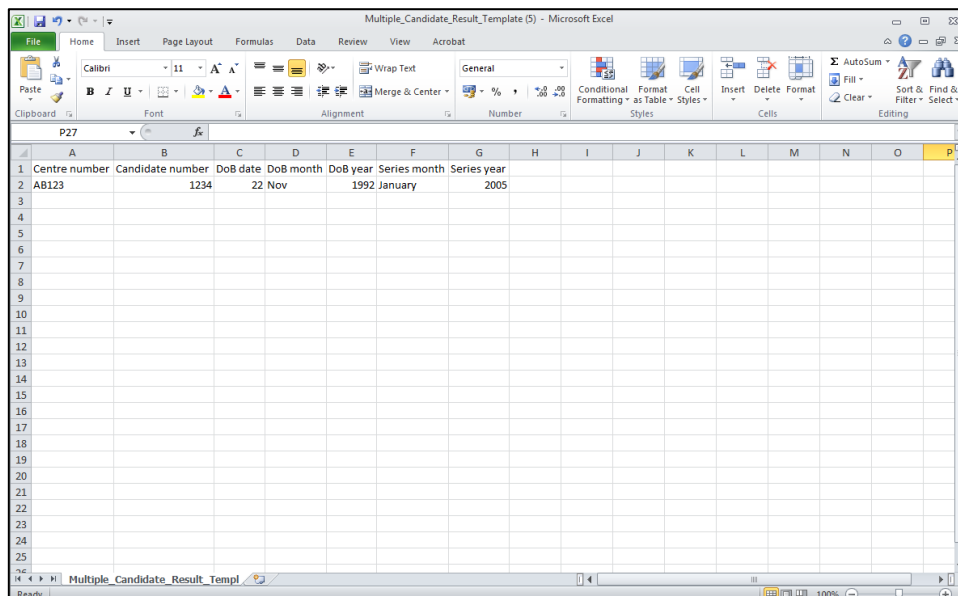 Multiple_Candidate_Result_Template (5) - Microsoft Excel
File Home Insert Page Layout Formulas Data Review View Acrobat
Calibri 11 A A Wrap Text General Σ AutoSum
Paste Fill
B I U A Merge & Center % , Conditional Format Cell Insert Delete Format Sort & Find &
Formatting as Table Styles Clear Filter Select
Clipboard Font Alignment Number Styles Cells Editing
P27 fx
A B C D E F G H I J K L M N O P
1 Centre number Candidate number DoB date DoB month DoB year Series month Series year
2 AB123 1234 22 Nov 1992 January 2005
3
4
5
6
7
8
9
10
11
12
13
14
15
16
17
18
19
20
21
22
23
24
25
26
Multiple_Candidate_Result_Templ
Ready 100%